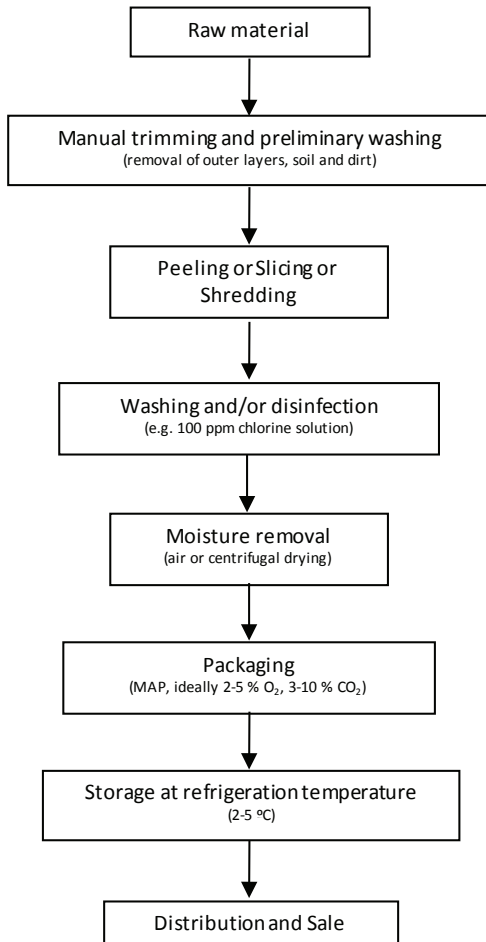 Raw material
Manual trimming and preliminary washing
(removal of outer layers, soil and dirt)
Peeling or Slicing or
Shredding
Washing and/or disinfection
(e.g. 100 ppm chlorine solution)
Moisture removal
(air or centrifugal drying)
Packaging
(MAP, ideally 2-5 % O₂, 3-10 % CO₂)
Storage at refrigeration temperature
(2-5 ºC)
Distribution and Sale